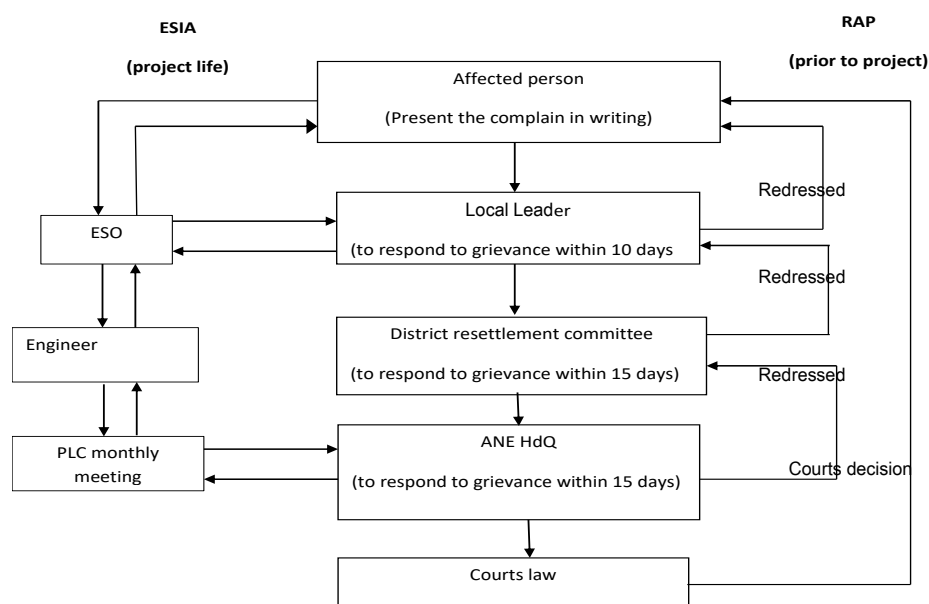 ESIA
(project life)
RAP
(prior to project)
Affected person
(Present the complain in writing)
Redressed
ESO
Local Leader
(to respond to grievance within 10 days
Redressed
Engineer
District resettlement committee
(to respond to grievance within 15 days)
Redressed
PLC monthly
meeting
ANE HdQ
(to respond to grievance within 15 days)
Courts decision
Courts law